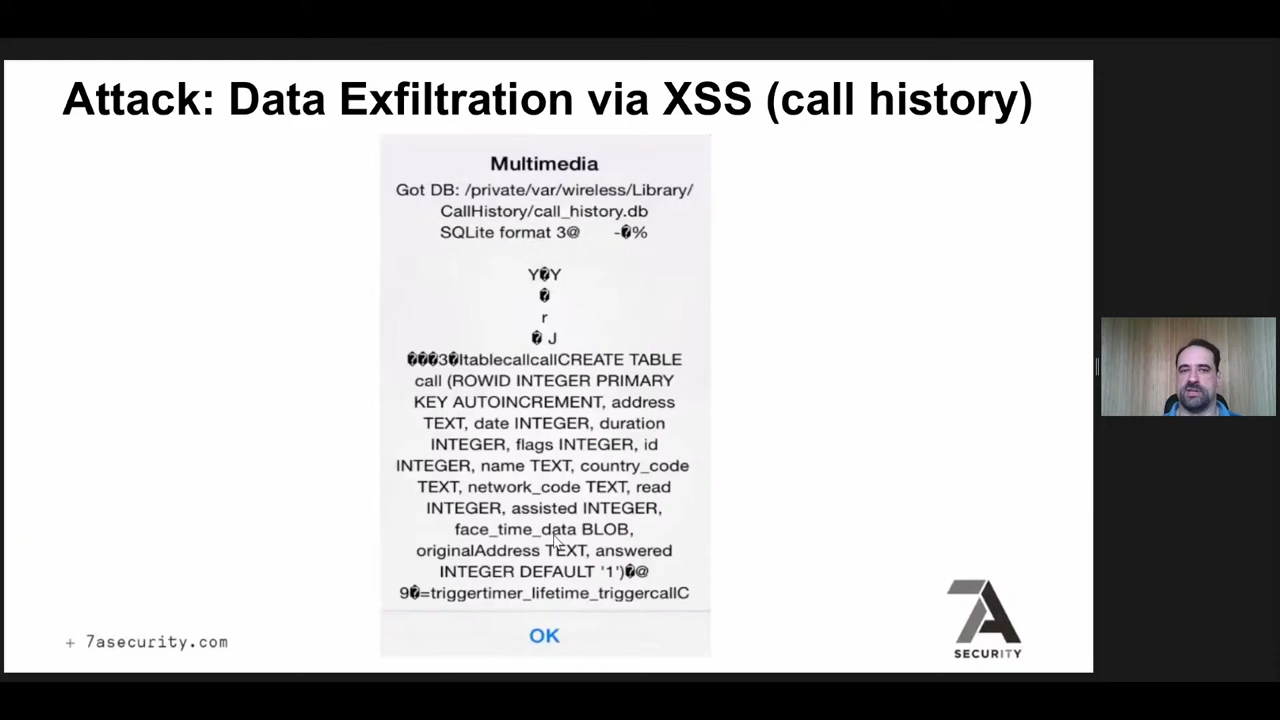 Attack: Data Exfiltration via XSS (call history)
Multimedia
Got DB: /private/var/wireless/Library/
CallHistory/call_history.db
SQLite format 3@ -�%
Y�Y
�
r
� J
���3�ItablecallcallCREATE TABLE
call (ROWID INTEGER PRIMARY
KEY AUTOINCREMENT, address
TEXT, date INTEGER, duration
INTEGER, flags INTEGER, id
INTEGER, name TEXT, country_code
TEXT, network_code TEXT, read
INTEGER, assisted INTEGER,
face_time_data BLOB,
originalAddress TEXT, answered
INTEGER DEFAULT '1')�@
9�=triggertimer_lifetime_triggercallC
OK
+ 7asecurity.com
7A
SECURITY